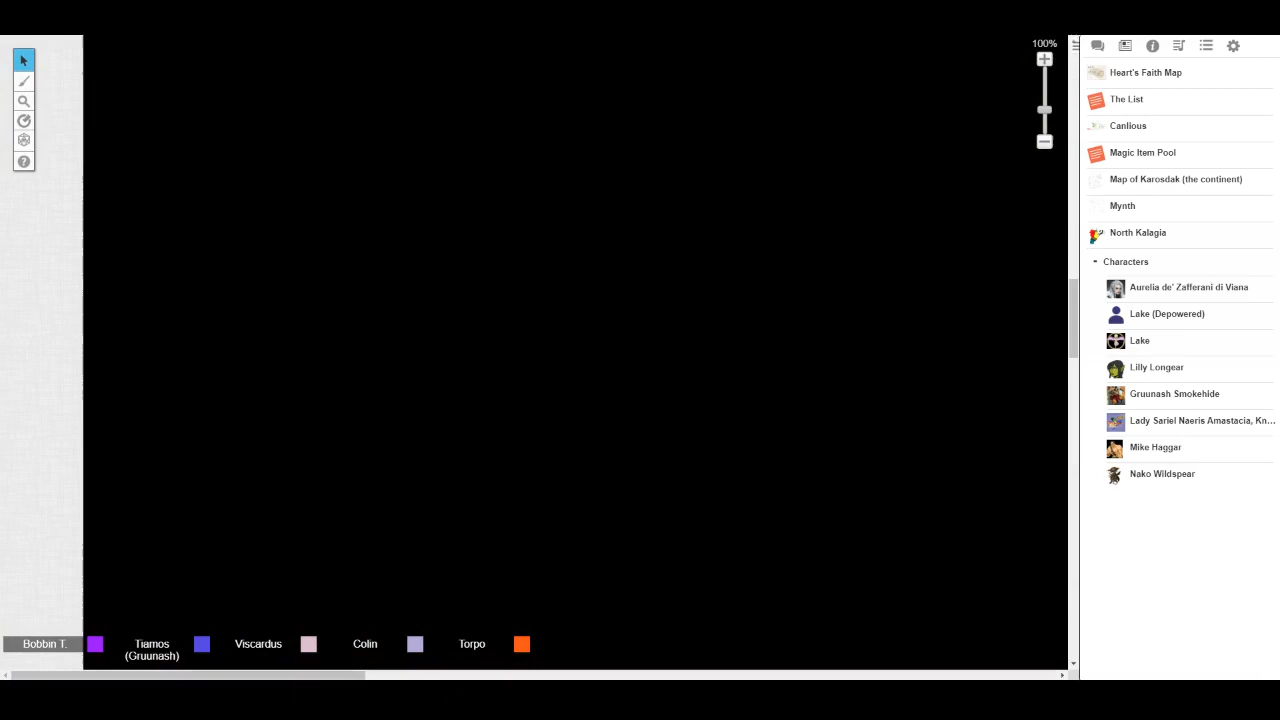 100%
Heart's Faith Map
The List
Canlious
Magic Item Pool
Map of Karosdak (the continent)
Mynth
North Kalagia
Characters
Aurelia de' Zafferani di Viana
Lake (Depowered)
Lake
Lilly Longear
Gruunash Smokehide
Lady Sariel Naeris Amastacia, Kn...
Mike Haggar
Nako Wildspear
Bobbin T.
Tiamos
(Gruunash)
Viscardus
Colin
Torpo